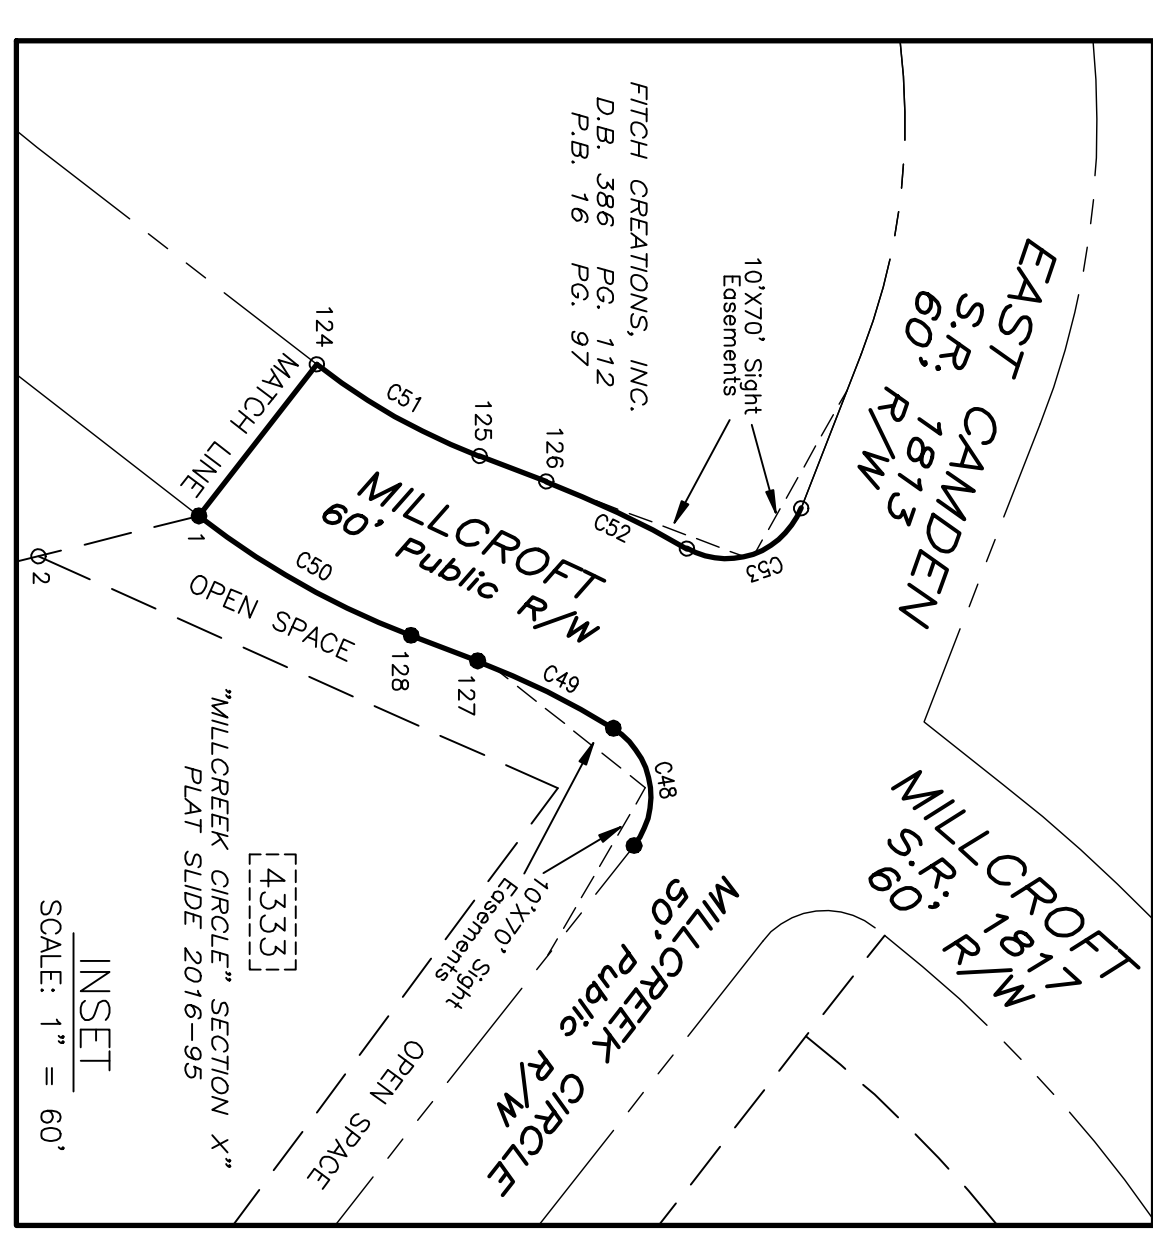 EAST CAMDEN
S.R. 1813
60' R/W
10'X70' Sight
Easements
FITCH CREATIONS, INC.
D.B. 386 PG. 112
P.B. 16 PG. 97
C53
C52
126
125
C51
124
MATCH LINE
MILLCROFT
60' Public R/W
MILLCROFT
S.R. 1817
60' R/W
C48
C49
127
128
C50
1
2
OPEN SPACE
MILLCREEK CIRCLE
50' Public R/W
10'X70' Sight
Easements
OPEN SPACE
4333
"MILLCREEK CIRCLE" SECTION X"
PLAT SLIDE 2016-95
INSET
SCALE: 1" = 60'